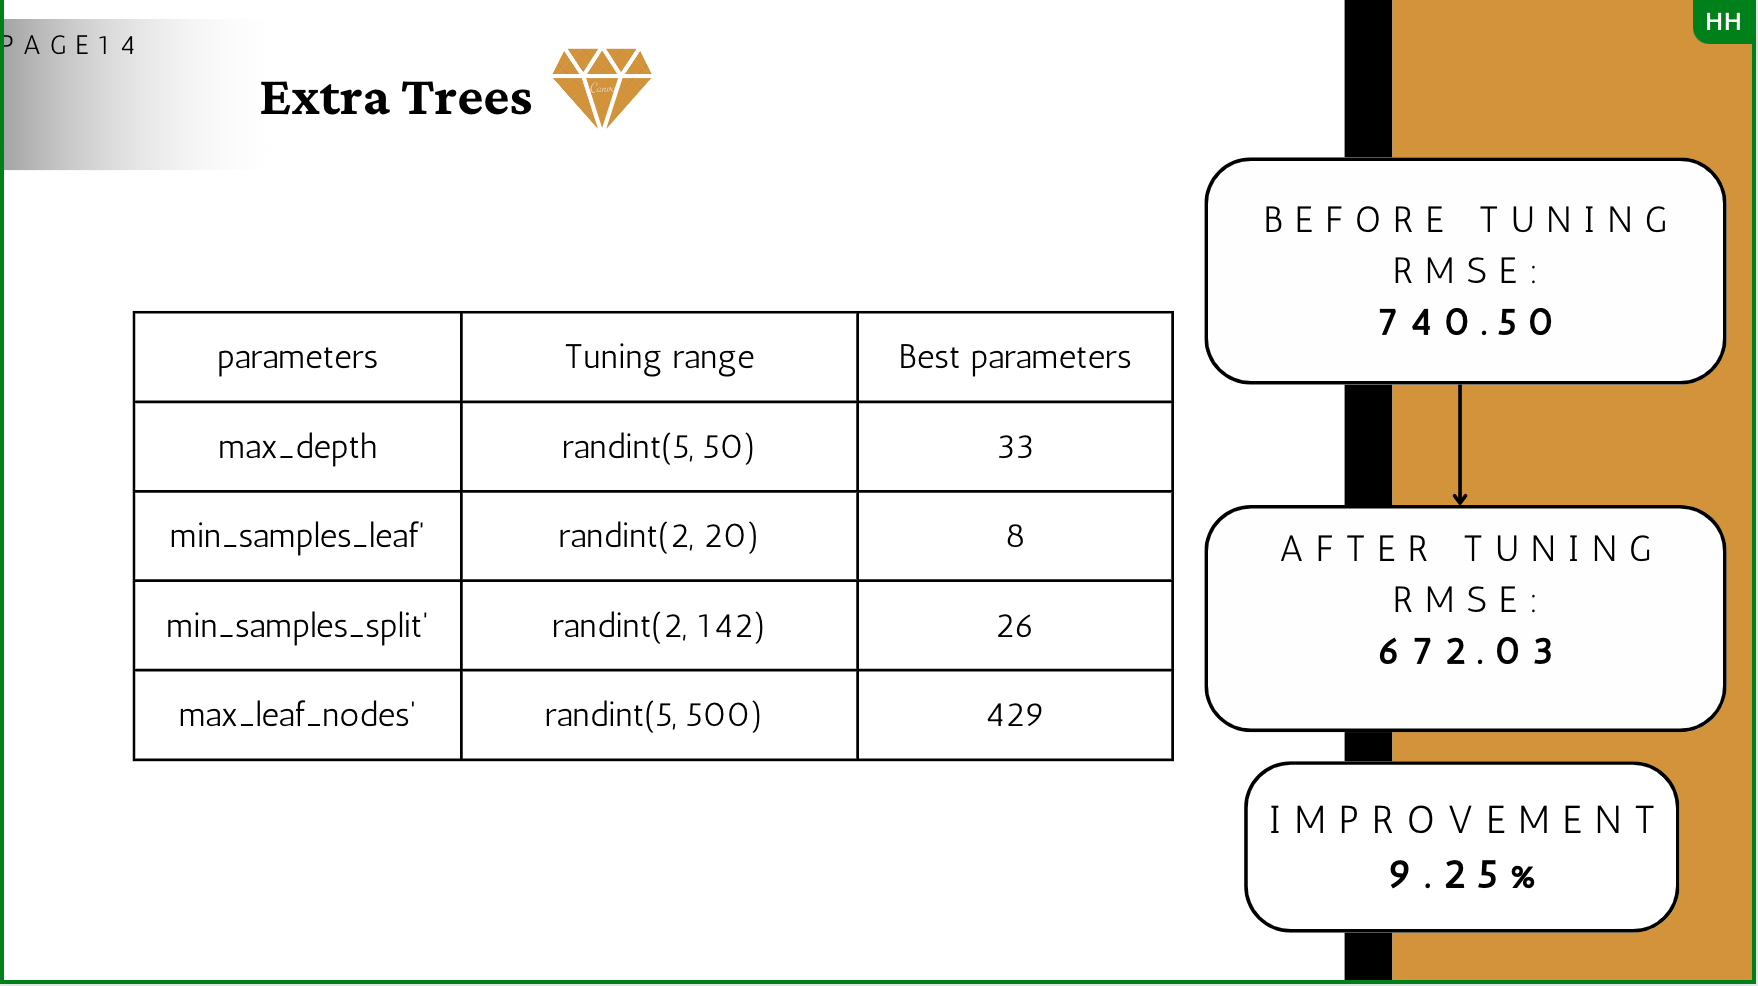 PAGE14
HH
Extra Trees
Canva
BEFORE TUNING
RMSE:
740.50
parameters Tuning range Best parameters
max_depth randint(5, 50) 33
min_samples_leaf' randint(2, 20) 8
min_samples_split' randint(2, 142) 26
max_leaf_nodes' randint(5, 500) 429
AFTER TUNING
RMSE:
672.03
IMPROVEMENT
9.25%